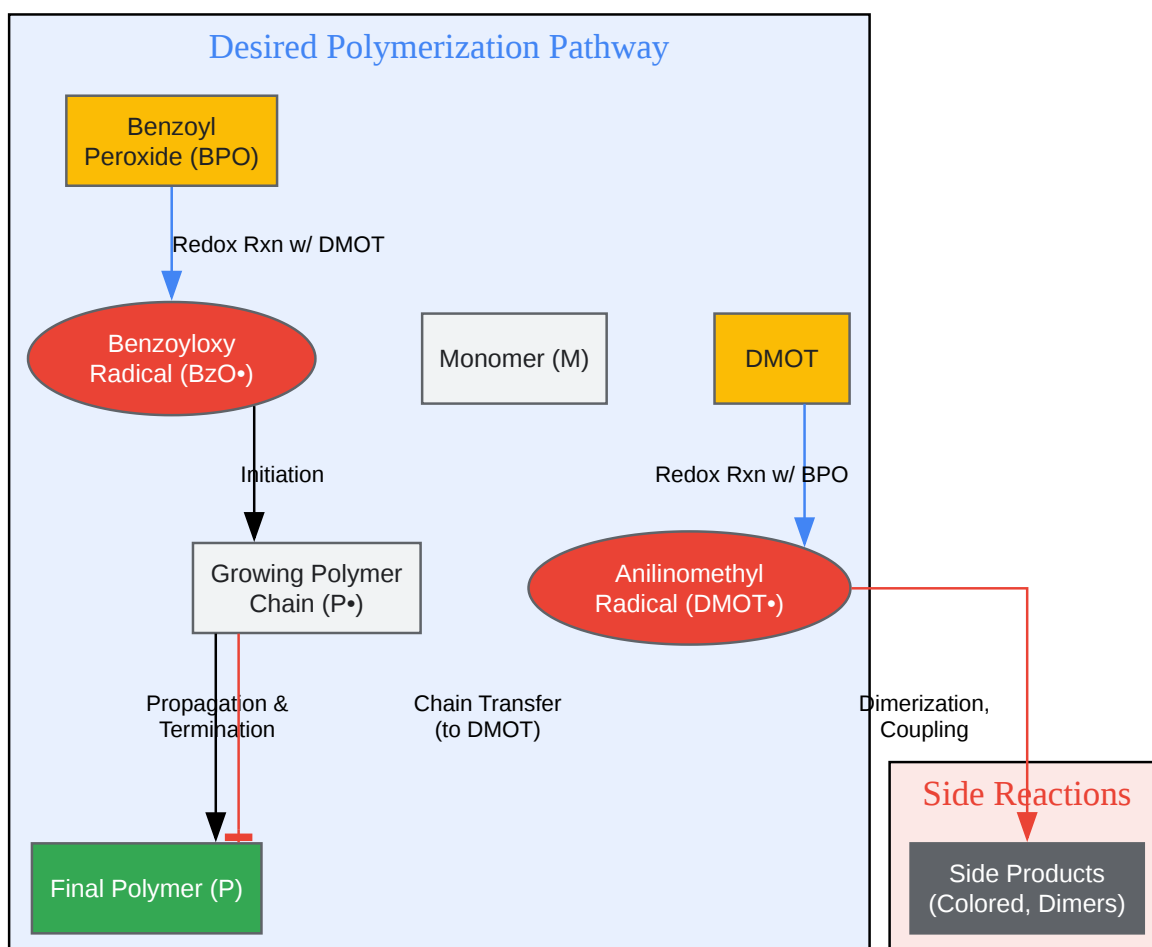 Desired Polymerization Pathway
Benzoyl
Peroxide (BPO)
Redox Rxn w/ DMOT
Benzoyloxy
Radical (BzO•)
Monomer (M)
DMOT
Initiation
Redox Rxn w/ BPO
Growing Polymer
Chain (P•)
Anilinomethyl
Radical (DMOT•)
Propagation &
Termination
Chain Transfer
(to DMOT)
Dimerization,
Coupling
Side Reactions
Final Polymer (P)
Side Products
(Colored, Dimers)